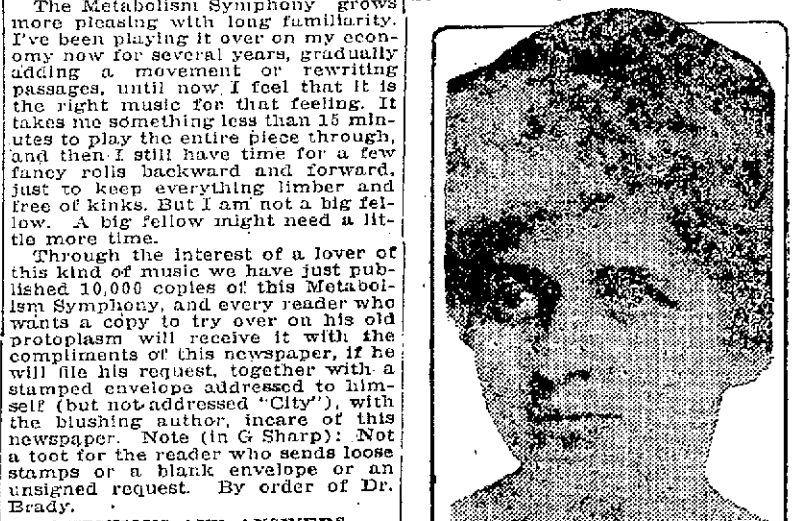 The Metabolism Symphony grows
more pleasing with long familiarity.
I've been playing it over on my econ-
omy now for several years, gradually
adding a movement or rewriting
passages, until now I feel that it is
the right music for that feeling. It
takes me something less than 15 min-
utes to play the entire piece through,
and then I still have time for a few
fancy rolls backward and forward,
just to keep everything limber and
free of kinks. But I am not a big fel-
low. A big fellow might need a lit-
tle more time.
Through the interest of a lover of
this kind of music we have just pub-
lished 10,000 copies of this Metabol-
ism Symphony, and every reader who
wants a copy to try over on his old
protoplasm will receive it with the
compliments of this newspaper, if he
will file his request, together with a
stamped envelope addressed to him-
self (but not addressed "City"), with
the blushing author, incare of this
newspaper. Note (in G Sharp): Not
a toot for the reader who sends loose
stamps or a blank envelope or an
unsigned request. By order of Dr.
Brady.
AND ANSWERS